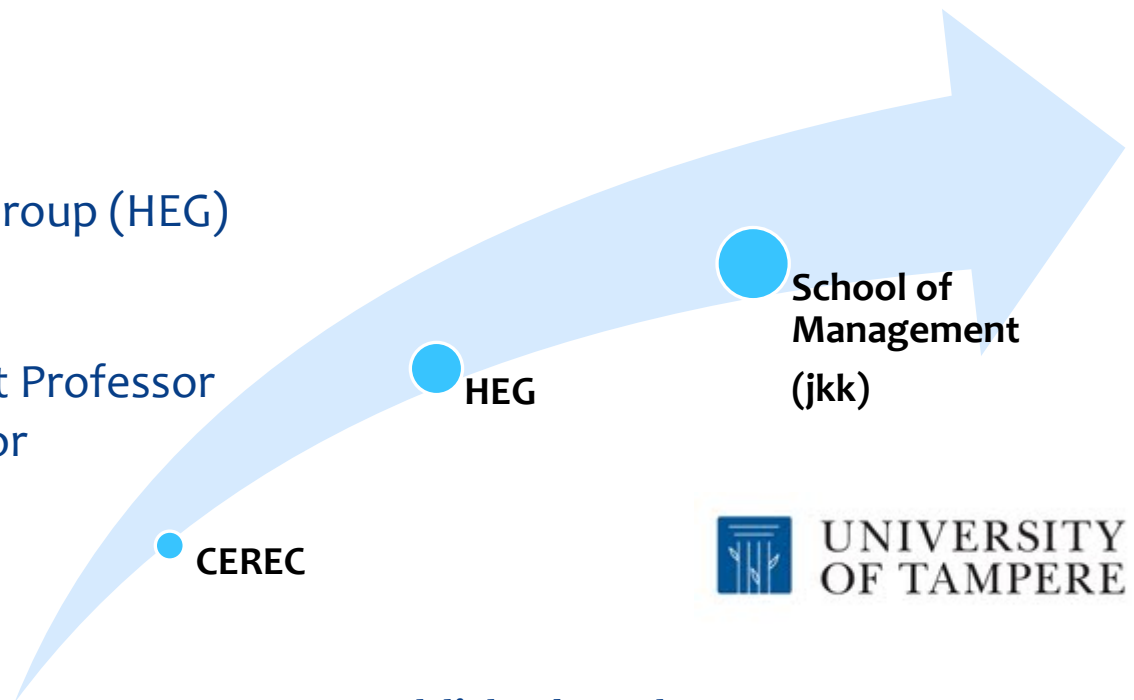 roup (HEG)
t Professor
or
School of
Management
(jkk)
HEG
CEREC
UNIVERSITY
OF TAMPERE